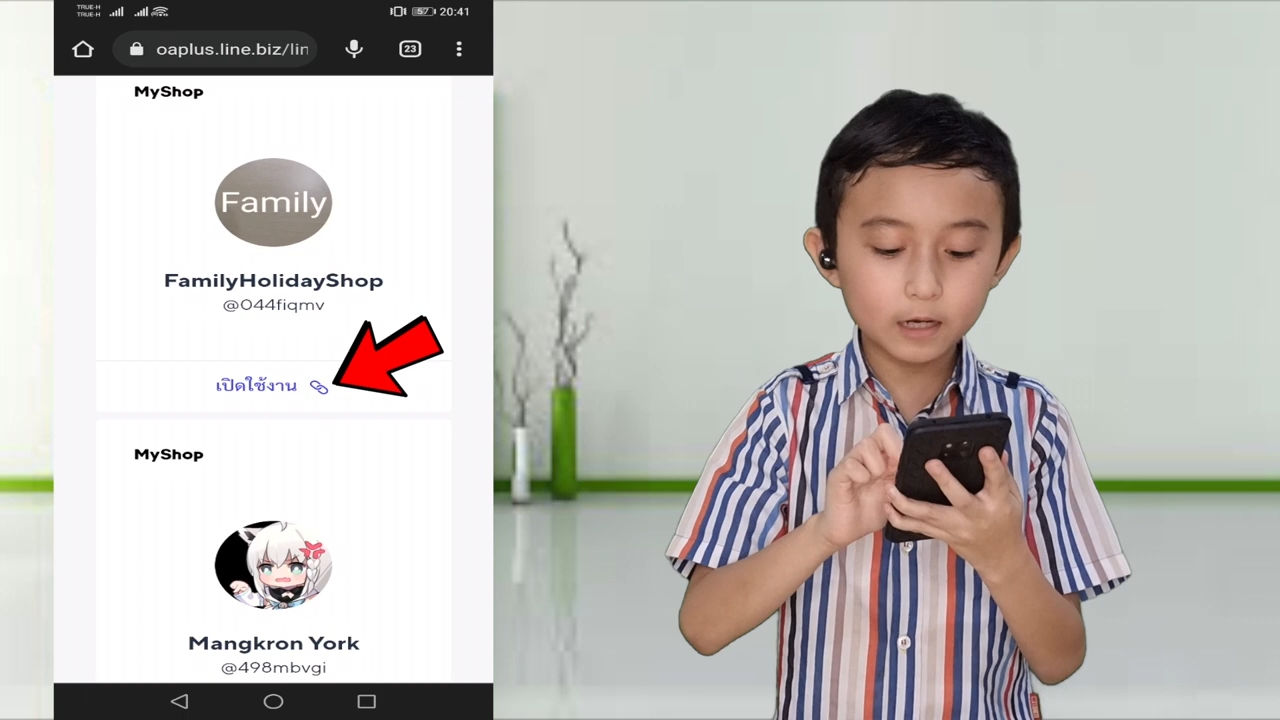 TRUE-H
TRUE-H
57
20:41
oaplus.line.biz/lin
23
MyShop
Family
FamilyHolidayShop
@044fiqmv
เปิดใช้งาน
MyShop
Mangkron York
@498mbvgi